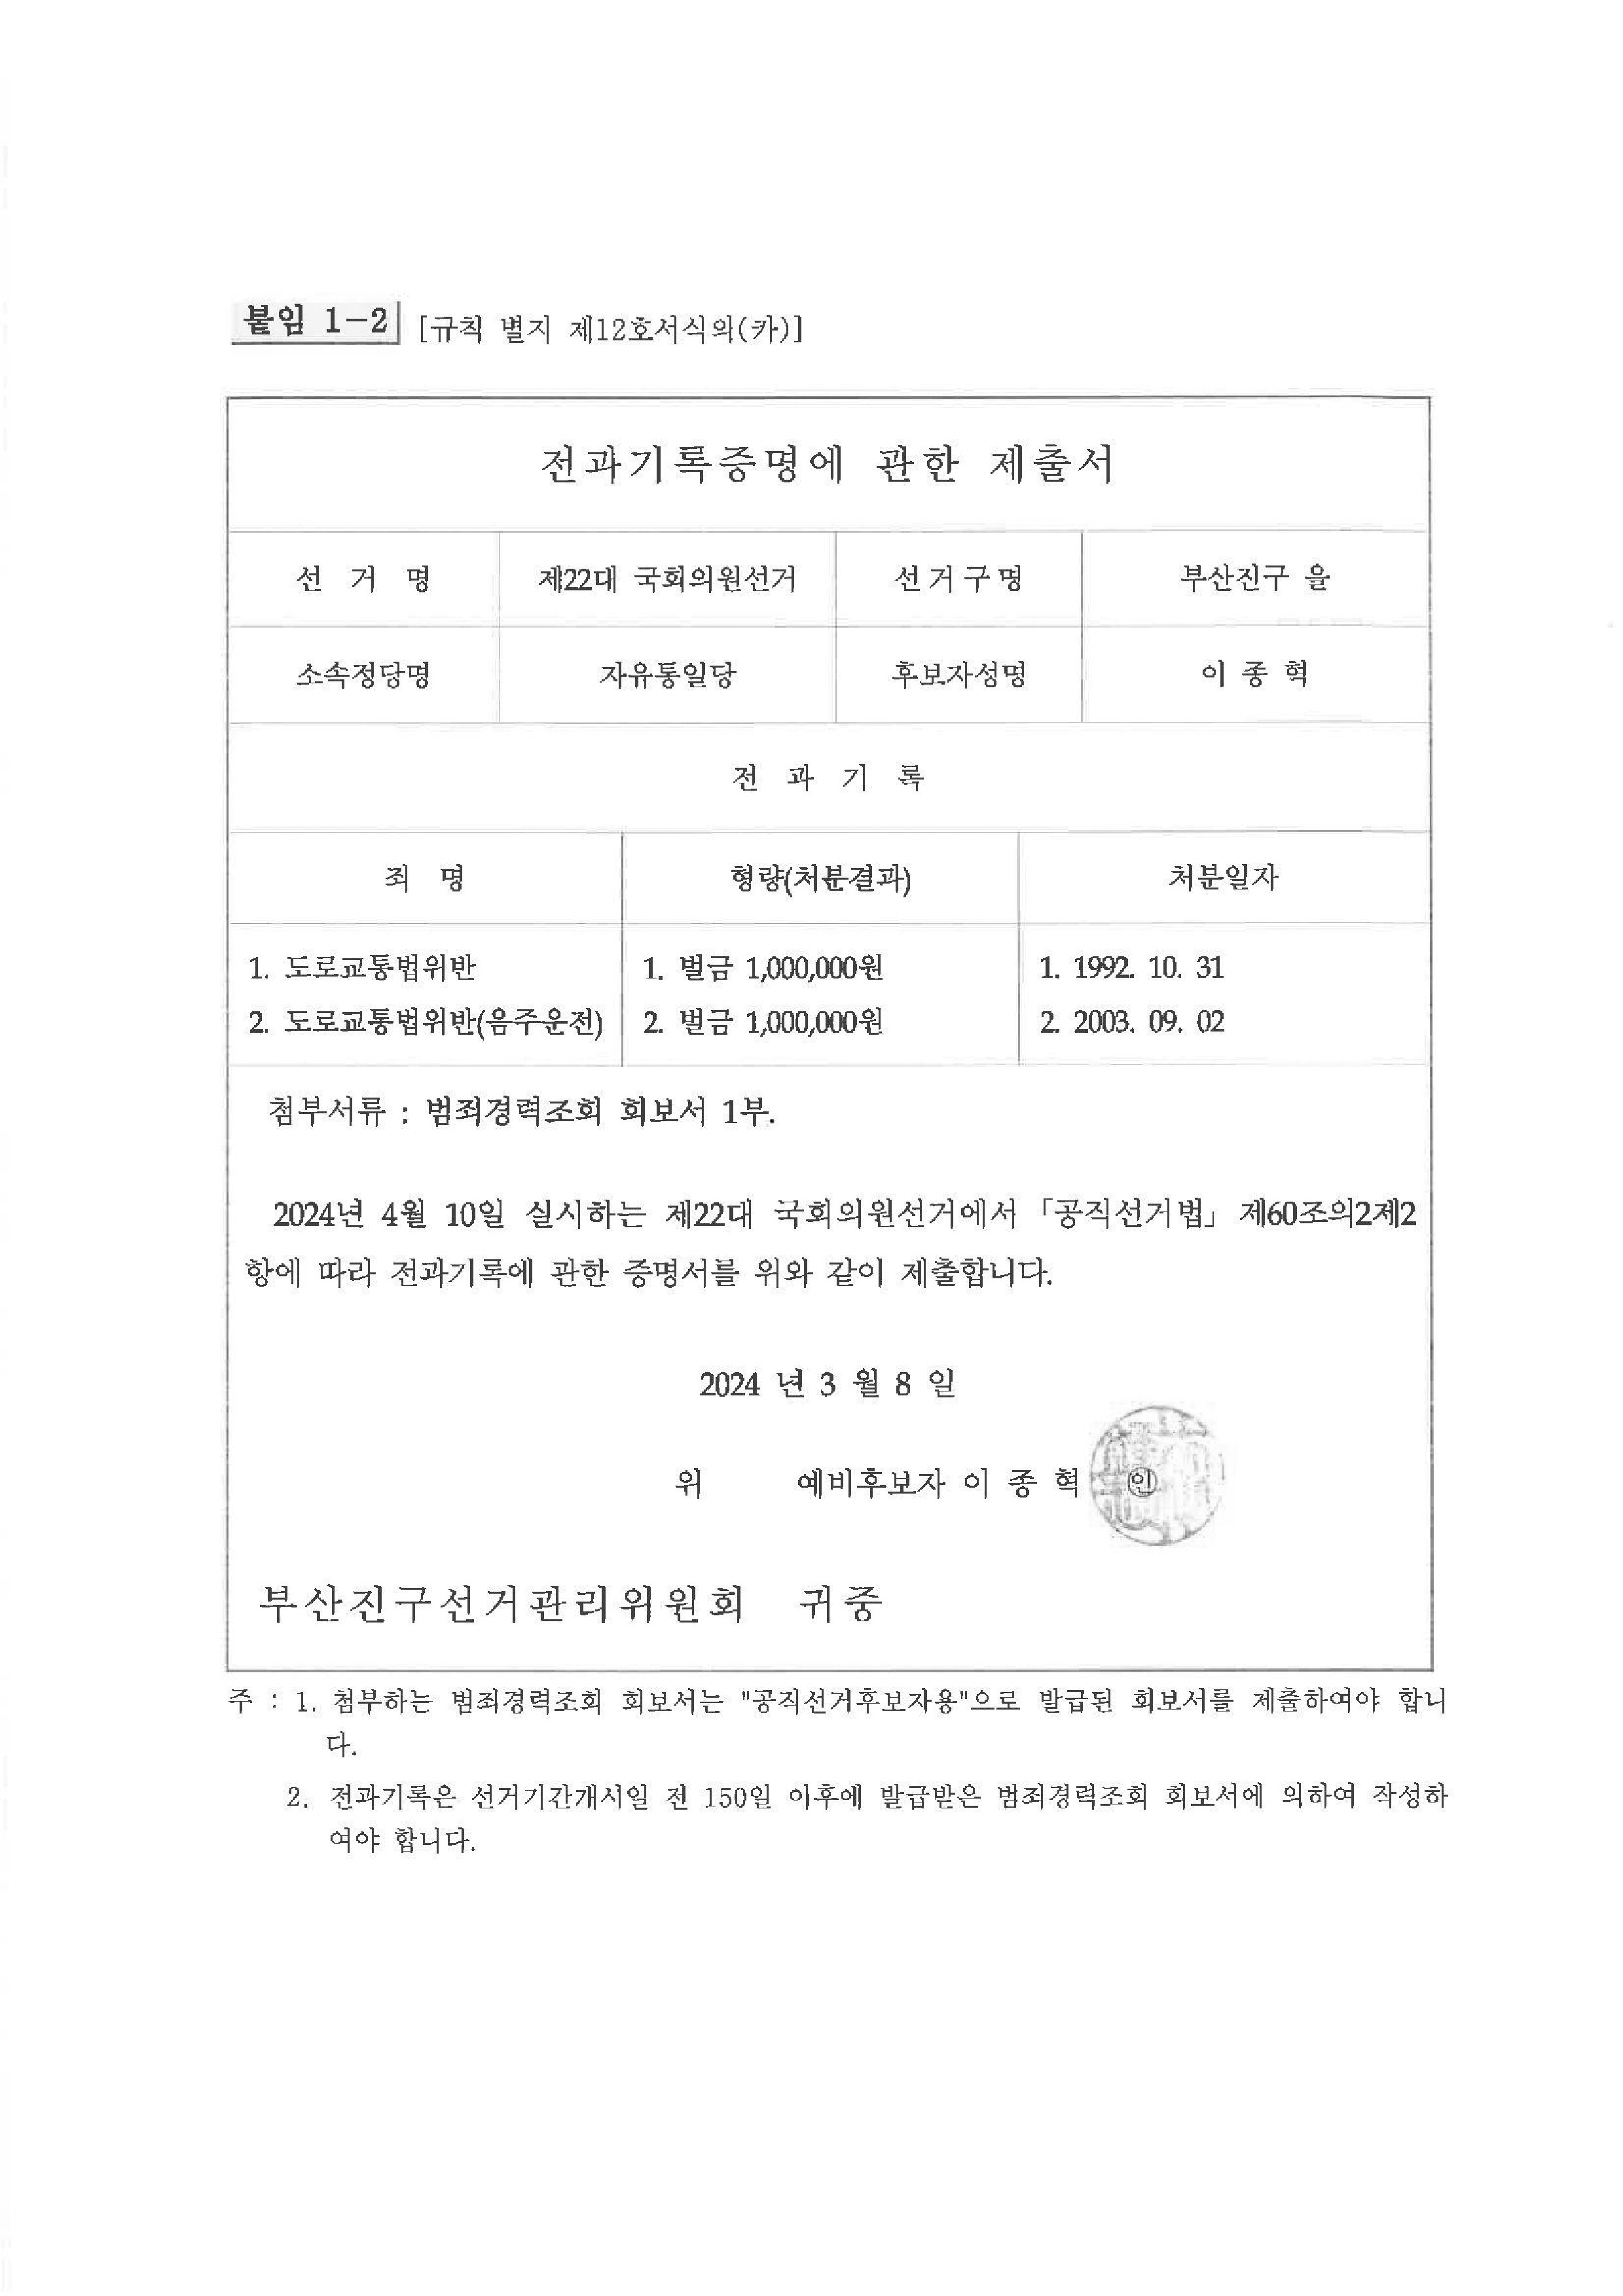 붙임 1-2 [규칙 별지 제12호서식의(카)]
전과기록증명에 관한 제출서
선 거 명 제22대 국회의원선거 선거구명 부산진구 을
소속정당명 자유통일당 후보자성명 이 종 혁
전 과 기 록
죄 명 형량(처분결과) 처분일자
1. 도로교통법위반 1. 벌금 1,000,000원 1. 1992. 10. 31
2. 도로교통법위반(음주운전) 2. 벌금 1,000,000원 2. 2003. 09. 02
첨부서류 : 범죄경력조회 회보서 1부.
2024년 4월 10일 실시하는 제22대 국회의원선거에서 「공직선거법」 제60조의2제2
항에 따라 전과기록에 관한 증명서를 위와 같이 제출합니다.
2024 년 3 월 8 일
위 예비후보자 이 종 혁 ㊞
부산진구선거관리위원회 귀중
주 : 1. 첨부하는 범죄경력조회 회보서는 "공직선거후보자용"으로 발급된 회보서를 제출하여야 합니
다.
2. 전과기록은 선거기간개시일 전 150일 이후에 발급받은 범죄경력조회 회보서에 의하여 작성하
여야 합니다.